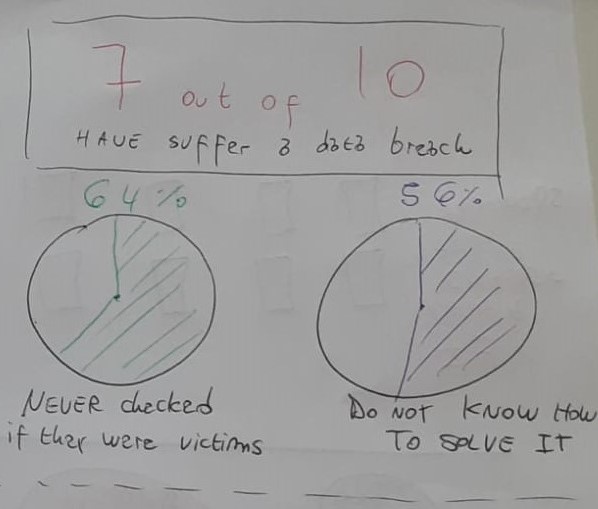 7 out of 10
HAVE suffer a data breach
64%
56%
NEVER checked
if they were victims
DO NOT KNOW HOW
TO SOLVE IT